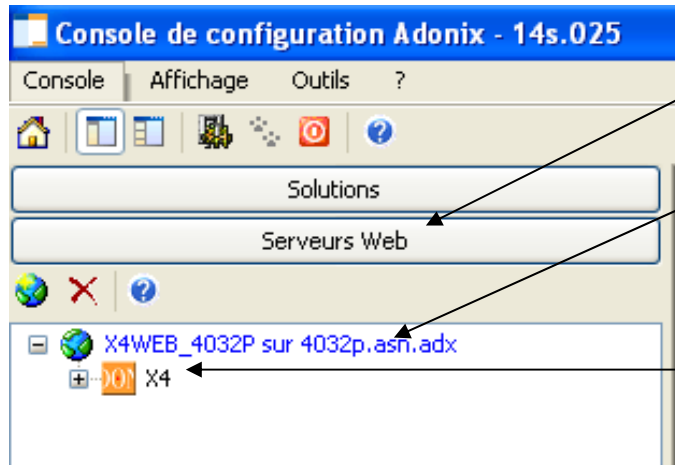 Console de configuration Adonix - 14s.025
Console Affichage Outils ?
Solutions
Serveurs Web
X4WEB_4032P sur 4032p.asn.adx
X4